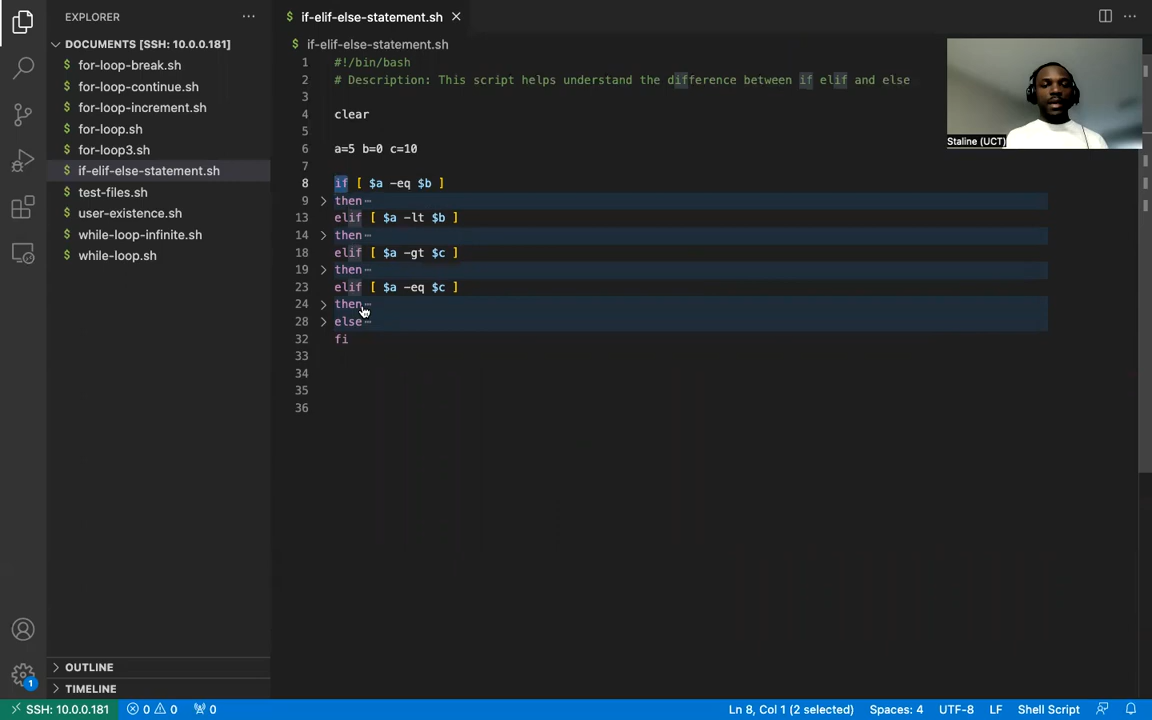 EXPLORER
DOCUMENTS [SSH: 10.0.0.181]
for-loop-break.sh
for-loop-continue.sh
for-loop-increment.sh
for-loop.sh
for-loop3.sh
if-elif-else-statement.sh
test-files.sh
user-existence.sh
while-loop-infinite.sh
while-loop.sh
OUTLINE
TIMELINE
$ if-elif-else-statement.sh
$ if-elif-else-statement.sh
1 #!/bin/bash
2 # Description: This script helps understand the difference between if elif and else
3
4 clear
5
6 a=5 b=0 c=10
7
8 if [ $a -eq $b ]
9 then
13 elif [ $a -lt $b ]
14 then
18 elif [ $a -gt $c ]
19 then
23 elif [ $a -eq $c ]
24 then
28 else
32 fi
33
34
35
36
Staline (UCT)
1
SSH: 10.0.0.181 0 0 0 Ln 8, Col 1 (2 selected) Spaces: 4 UTF-8 LF Shell Script